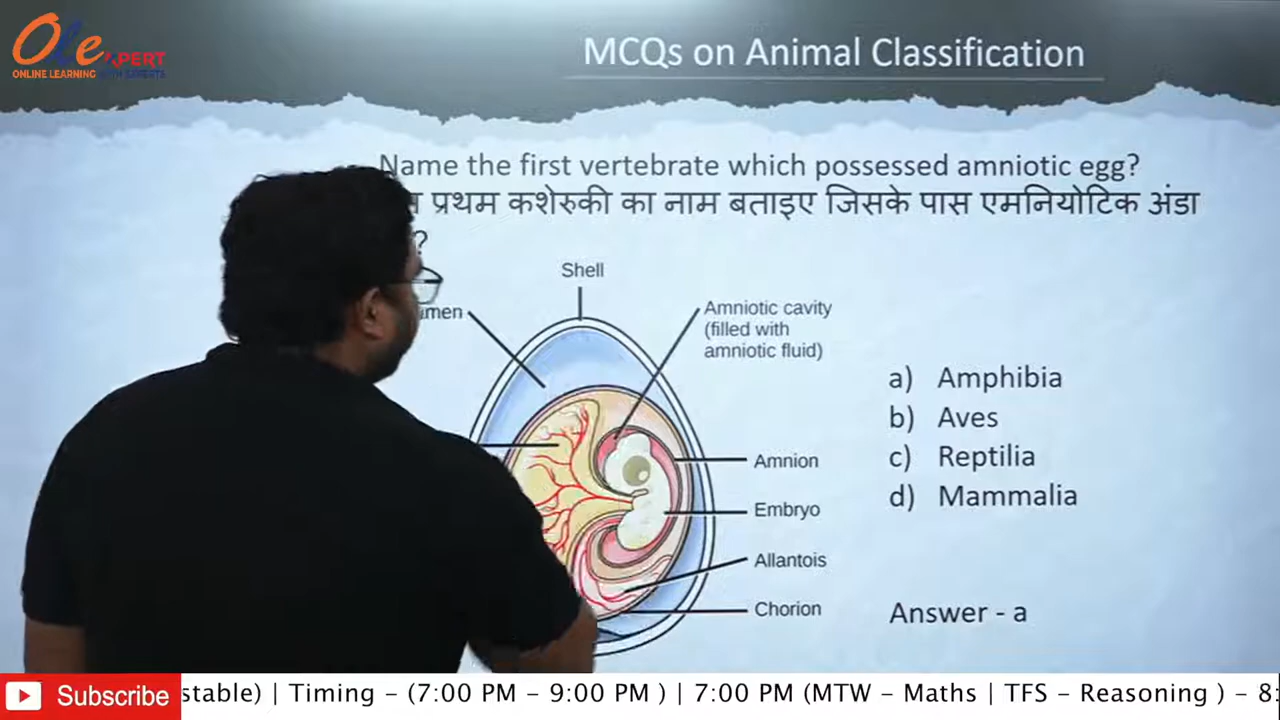 Ole XPERT
ONLINE LEARNING WITH EXPERTS
MCQs on Animal Classification
Name the first vertebrate which possessed amniotic egg?
प्रथम कशेरुकी का नाम बताइए जिसके पास एमनियोटिक अंडा
?
Shell
Amniotic cavity
(filled with
amniotic fluid)
Amnion
Embryo
Allantois
Chorion
a) Amphibia
b) Aves
c) Reptilia
d) Mammalia
Answer - a
Subscribe
stable) | Timing – (7:00 PM – 9:00 PM ) | 7:00 PM (MTW – Maths | TFS – Reasoning ) – 8: